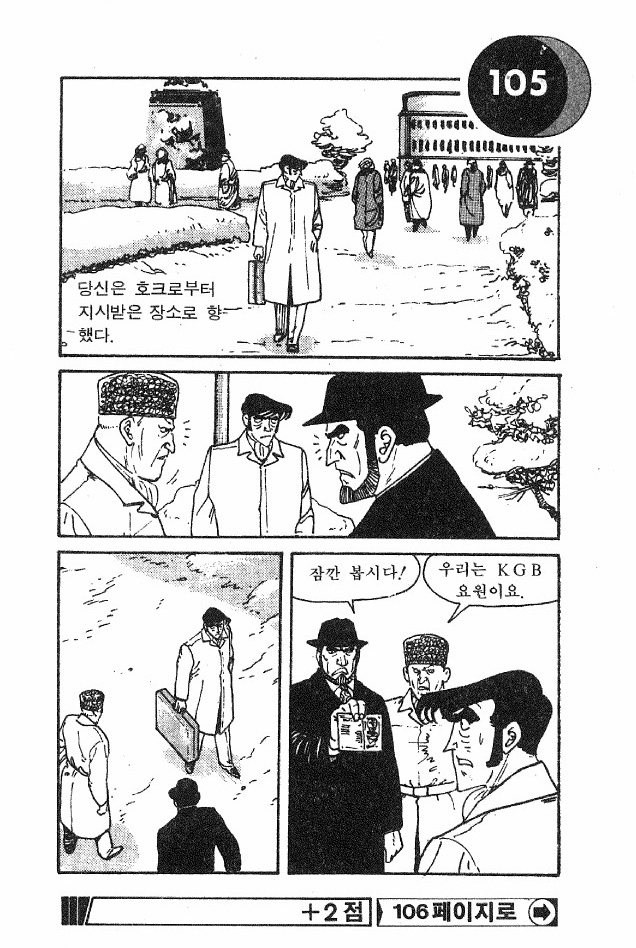 105
당신은 호크로부터
지시받은 장소로 향
했다.
잠깐 봅시다!
우리는 KGB
요원이요.
+2점
106페이지로